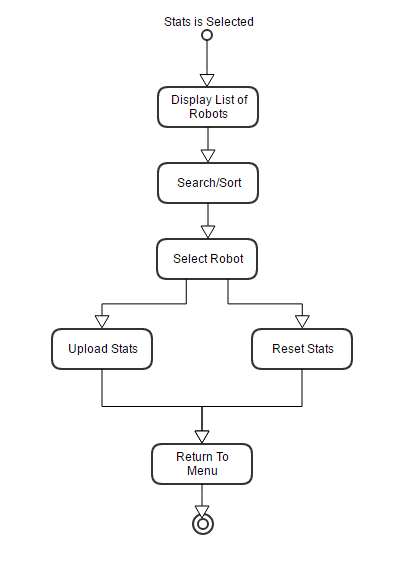 Stats is Selected
Display List of
Robots
Search/Sort
Select Robot
Upload Stats
Reset Stats
Return To
Menu